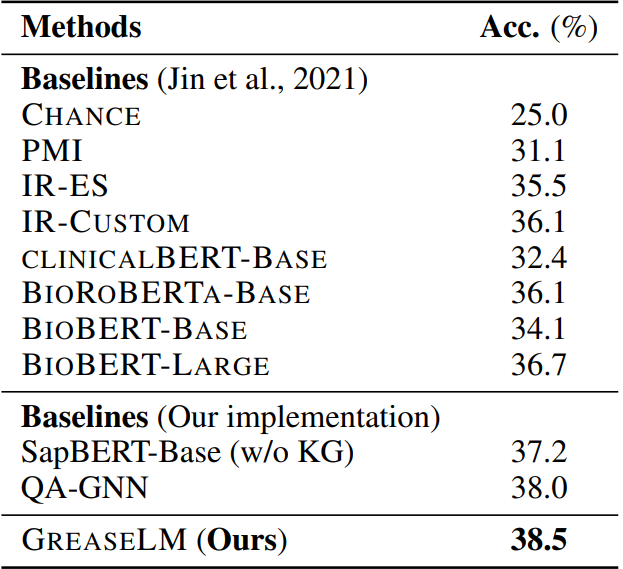 Methods Acc. (%)
Baselines (Jin et al., 2021)
CHANCE 25.0
PMI 31.1
IR-ES 35.5
IR-CUSTOM 36.1
CLINICALBERT-BASE 32.4
BIOROBERTA-BASE 36.1
BIOBERT-BASE 34.1
BIOBERT-LARGE 36.7
Baselines (Our implementation)
SapBERT-Base (w/o KG) 37.2
QA-GNN 38.0
GREASELM (Ours) 38.5